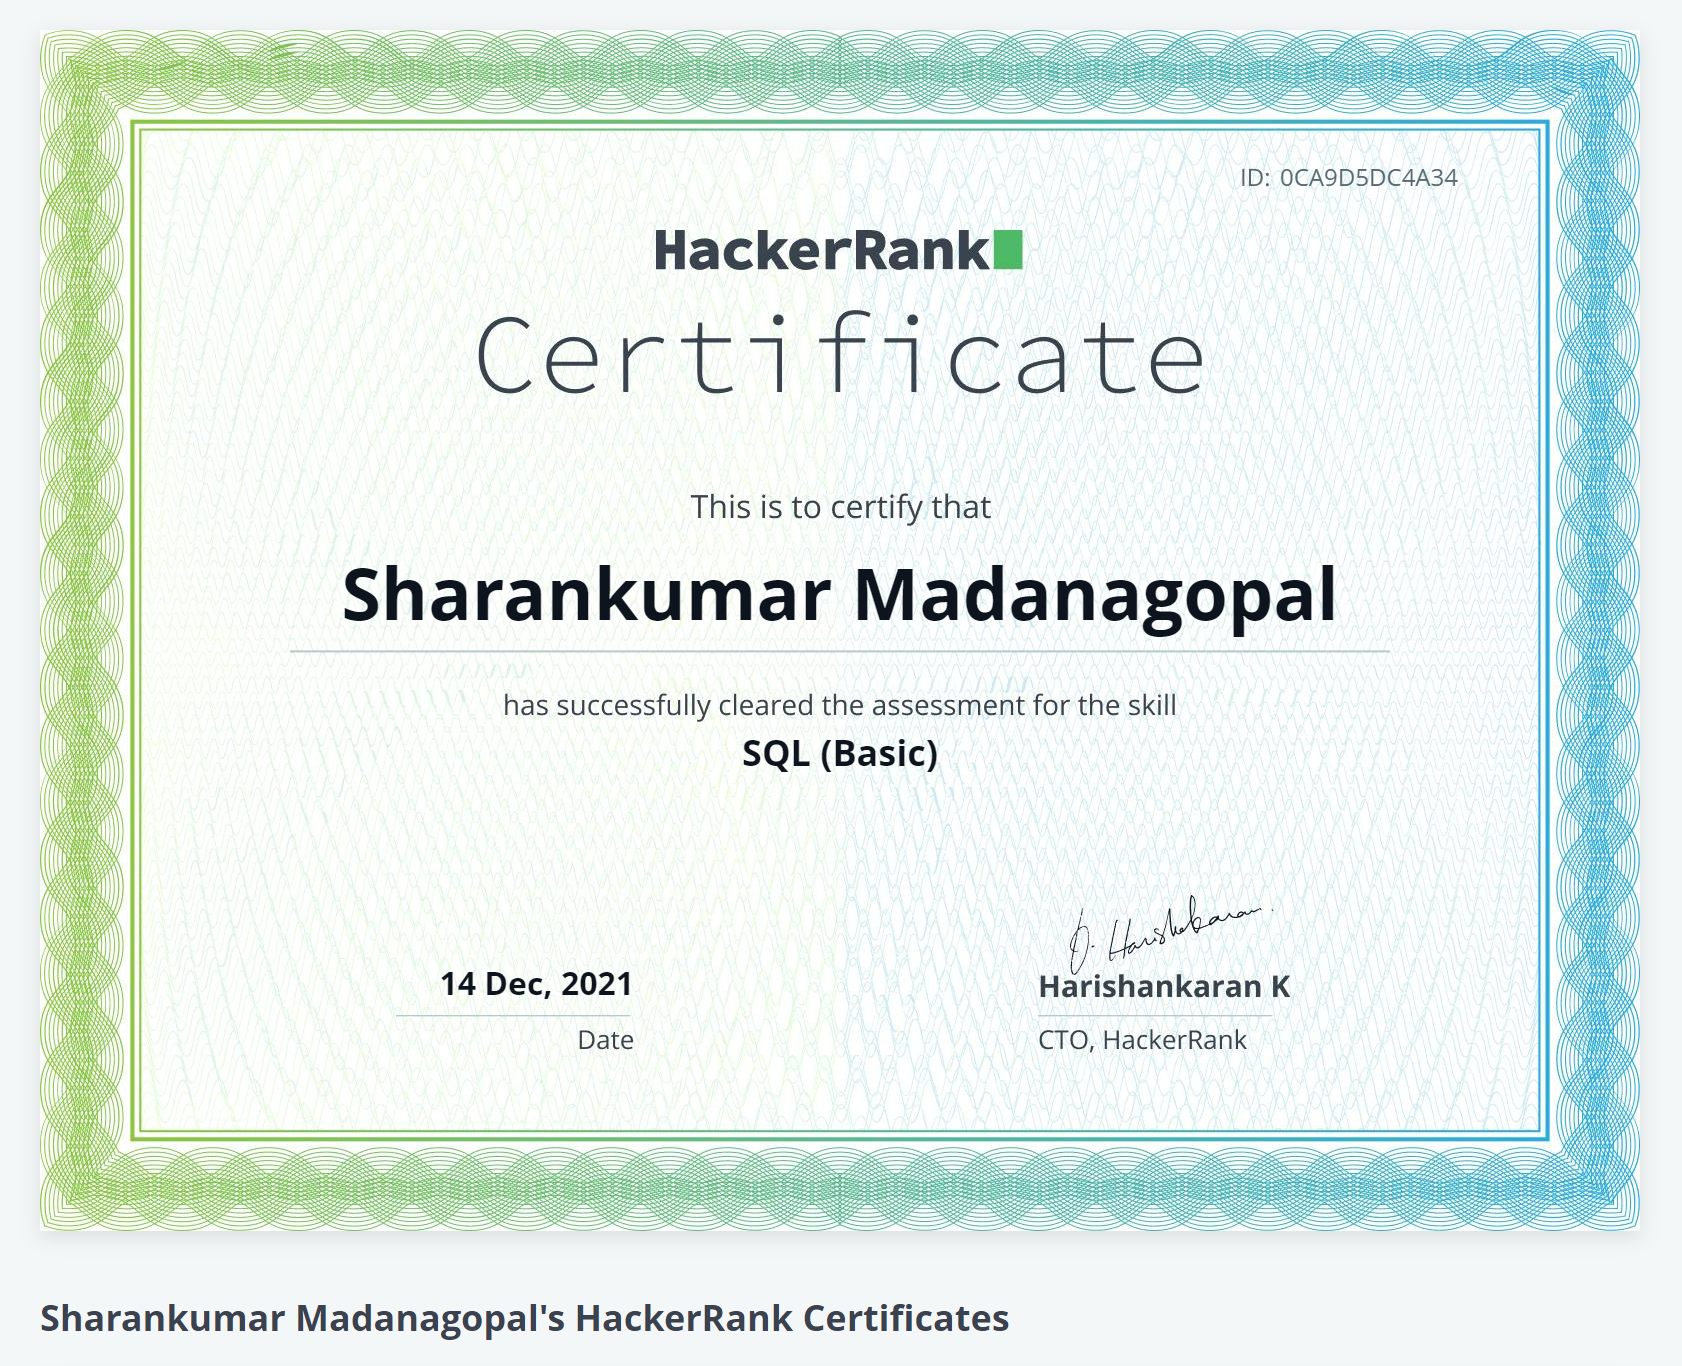 ID: 0CA9D5DC4A34
HackerRank
Certificate
This is to certify that
Sharankumar Madanagopal
has successfully cleared the assessment for the skill
SQL (Basic)
14 Dec, 2021
Date
O. Harishankaran
Harishankaran K
CTO, HackerRank
Sharankumar Madanagopal's HackerRank Certificates